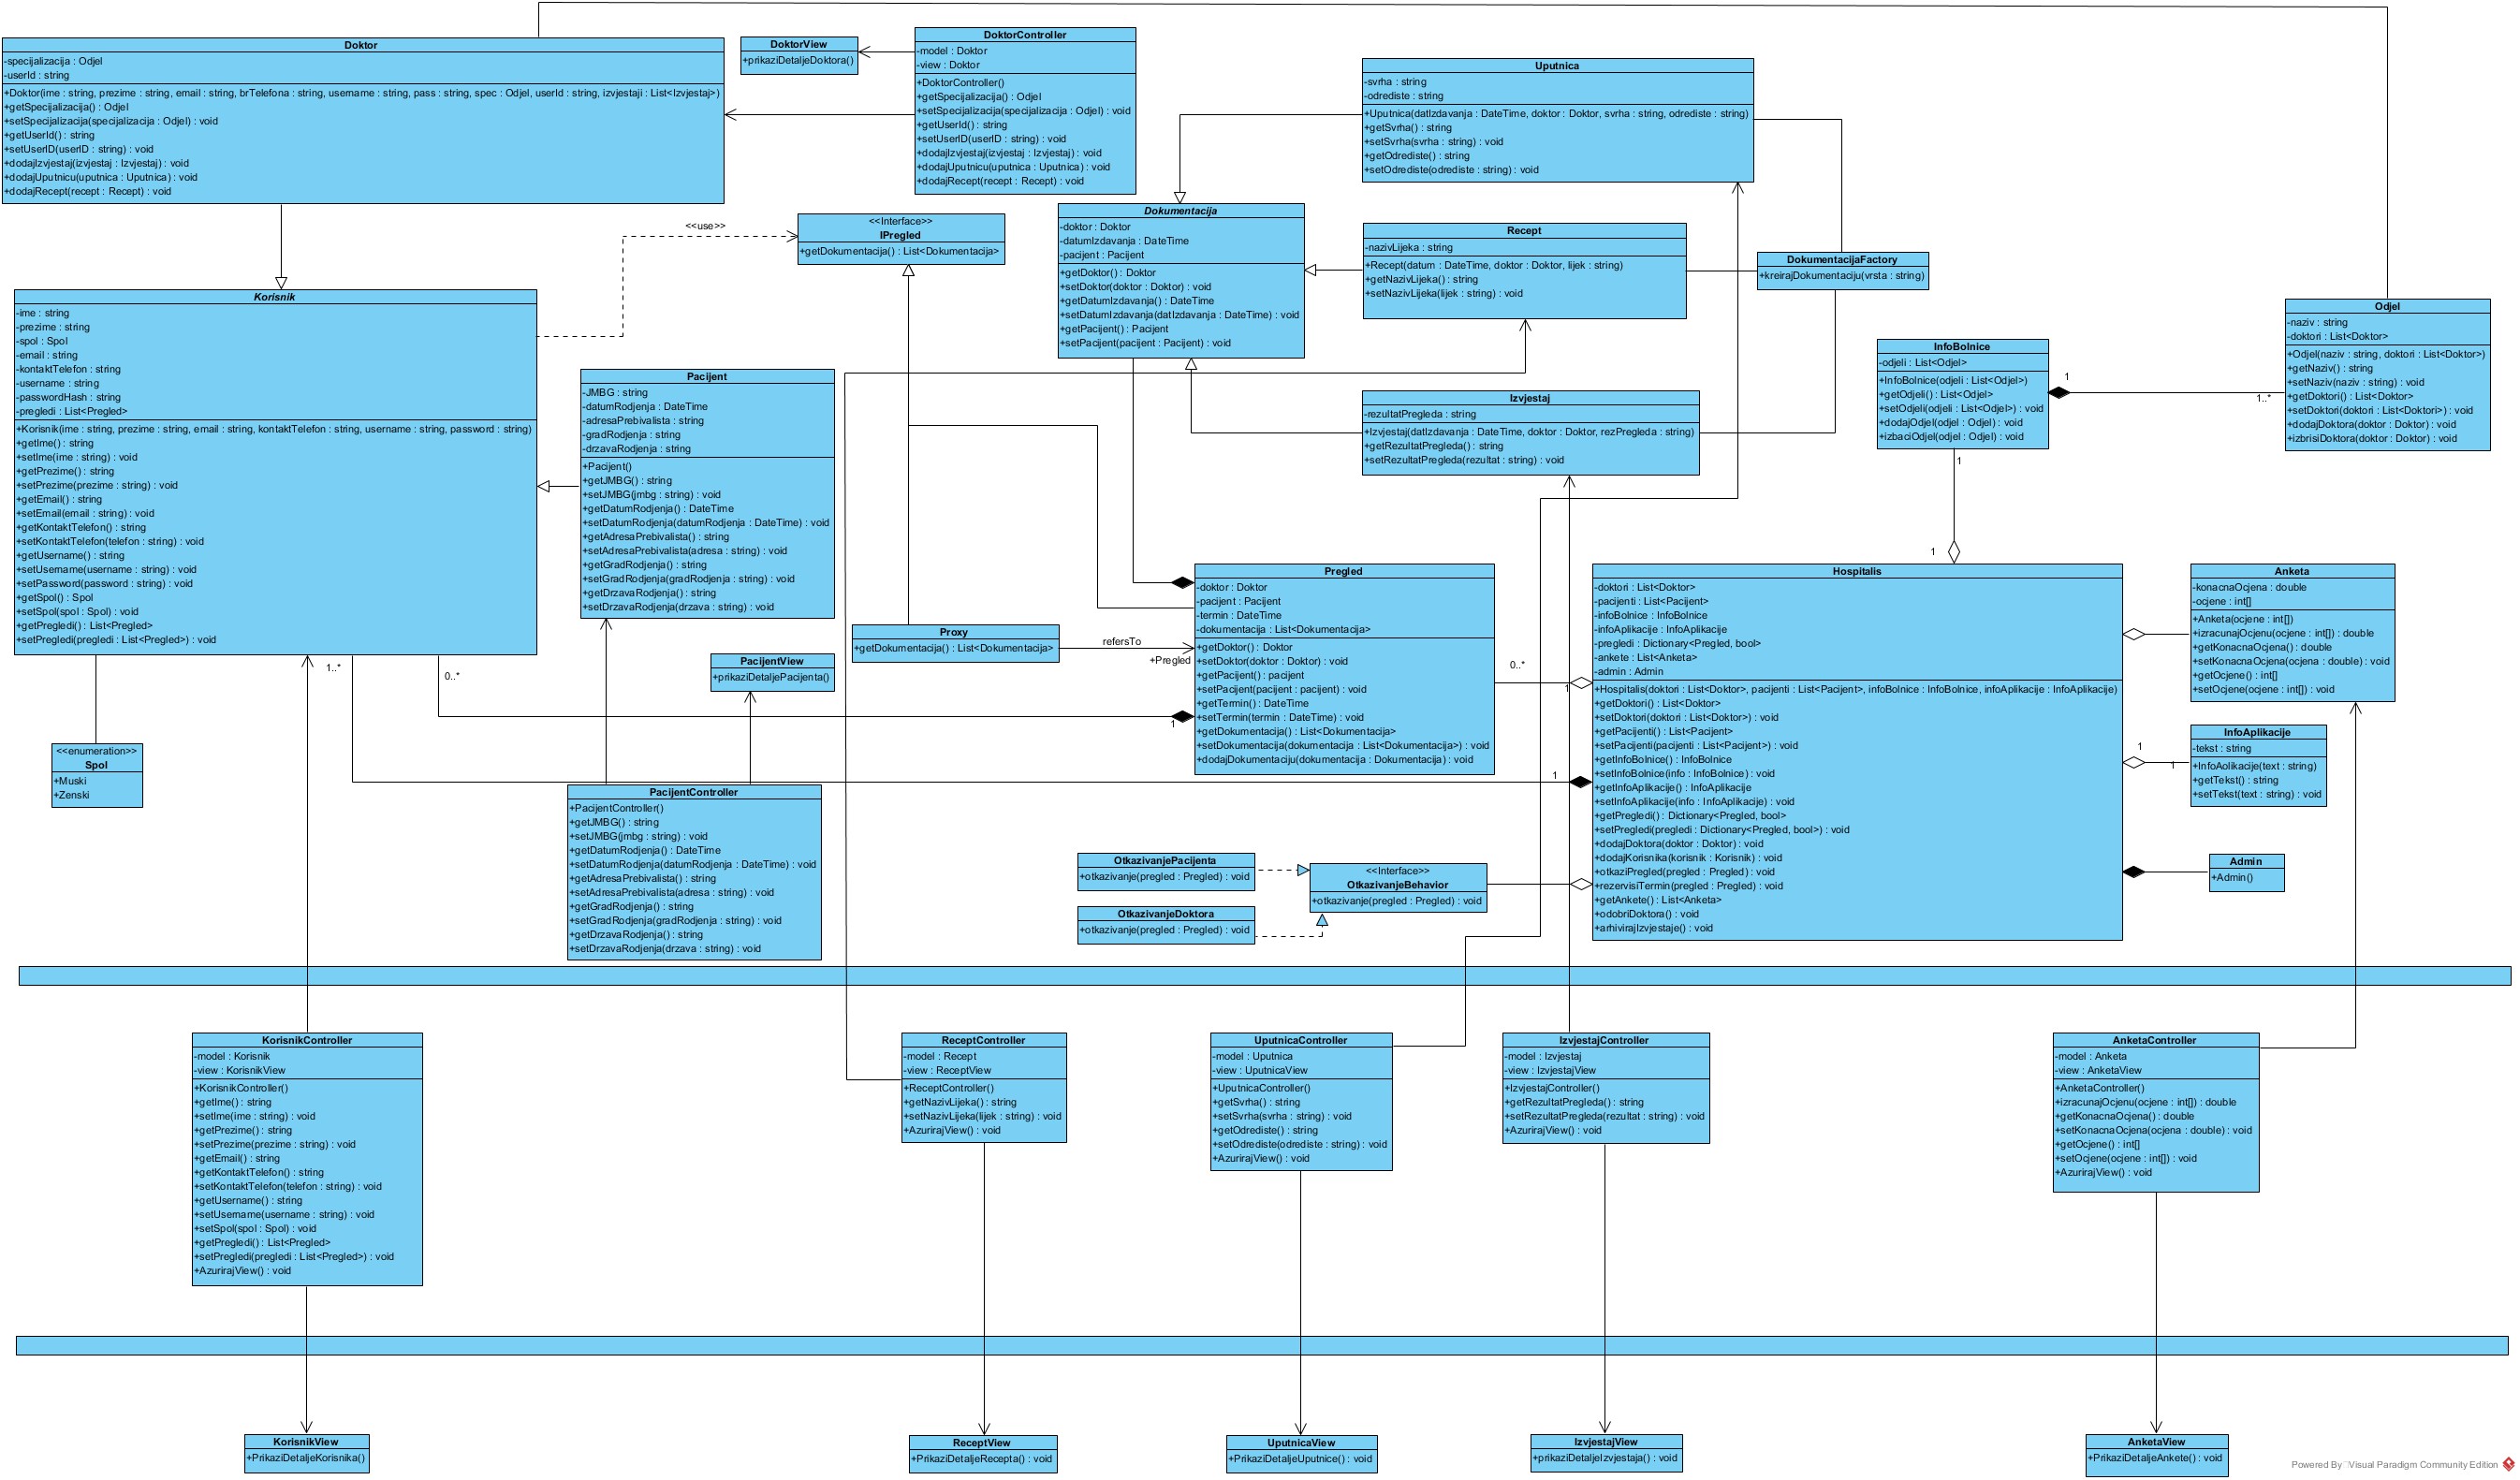 Doktor
-specijalizacija : Odjel
-userId : string
+Doktor(ime : string, prezime : string, email : string, brTelefona : string, username : string, pass : string, spec : Odjel, userId : string, izvjestaji : List<Izvjestaj>)
+getSpecijalizacija() : Odjel
+setSpecijalizacija(specijalizacija : Odjel) : void
+getUserId() : string
+setUserID(userID : string) : void
+dodajIzvjestaj(izvjestaj : Izvjestaj) : void
+dodajUputnicu(uputnica : Uputnica) : void
+dodajRecept(recept : Recept) : void
DoktorView
+prikaziDetaljeDoktora()
DoktorController
-model : Doktor
-view : Doktor
+DoktorController()
+getSpecijalizacija() : Odjel
+setSpecijalizacija(specijalizacija : Odjel) : void
+getUserId() : string
+setUserID(userID : string) : void
+dodajIzvjestaj(izvjestaj : Izvjestaj) : void
+dodajUputnicu(uputnica : Uputnica) : void
+dodajRecept(recept : Recept) : void
Uputnica
-svrha : string
-odrediste : string
+Uputnica(datIzdavanja : DateTime, doktor : Doktor, svrha : string, odrediste : string)
+getSvrha() : string
+setSvrha(svrha : string) : void
+getOdrediste() : string
+setOdrediste(odrediste : string) : void
<<use>>
<<Interface>>
IPregled
+getDokumentacija() : List<Dokumentacija>
Dokumentacija
-doktor : Doktor
-datumIzdavanja : DateTime
-pacijent : Pacijent
+getDoktor() : Doktor
+setDoktor(doktor : Doktor) : void
+getDatumIzdavanja() : DateTime
+setDatumIzdavanja(datIzdavanja : DateTime) : void
+getPacijent() : Pacijent
+setPacijent(pacijent : Pacijent) : void
Recept
-nazivLijeka : string
+Recept(datum : DateTime, doktor : Doktor, lijek : string)
+getNazivLijeka() : string
+setNazivLijeka(lijek : string) : void
DokumentacijaFactory
+kreirajDokumentaciju(vrsta : string)
Korisnik
-ime : string
-prezime : string
-spol : Spol
-email : string
-kontaktTelefon : string
-username : string
-passwordHash : string
-pregledi : List<Pregled>
+Korisnik(ime : string, prezime : string, email : string, kontaktTelefon : string, username : string, password : string)
+getIme() : string
+setIme(ime : string) : void
+getPrezime() : string
+setPrezime(prezime : string) : void
+getEmail() : string
+setEmail(email : string) : void
+getKontaktTelefon() : string
+setKontaktTelefon(telefon : string) : void
+getUsername() : string
+setUsername(username : string) : void
+setPassword(password : string) : void
+getSpol() : Spol
+setSpol(spol : Spol) : void
+getPregledi() : List<Pregled>
+setPregledi(pregledi : List<Pregled>) : void
Pacijent
-JMBG : string
-datumRodjenja : DateTime
-adresaPrebivalista : string
-gradRodjenja : string
-drzavaRodjenja : string
+Pacijent()
+getJMBG() : string
+setJMBG(jmbg : string) : void
+getDatumRodjenja() : DateTime
+setDatumRodjenja(datumRodjenja : DateTime) : void
+getAdresaPrebivalista() : string
+setAdresaPrebivalista(adresa : string) : void
+getGradRodjenja() : string
+setGradRodjenja(gradRodjenja : string) : void
+getDrzavaRodjenja() : string
+setDrzavaRodjenja(drzava : string) : void
Izvjestaj
-rezultatPregleda : string
+Izvjestaj(datIzdavanja : DateTime, doktor : Doktor, rezPregleda : string)
+getRezultatPregleda() : string
+setRezultatPregleda(rezultat : string) : void
InfoBolnice
-odjeli : List<Odjel>
+InfoBolnice(odjeli : List<Odjel>)
+getOdjeli() : List<Odjel>
+setOdjeli(odjeli : List<Odjel>) : void
+dodajOdjel(odjel : Odjel) : void
+izbaciOdjel(odjel : Odjel) : void
1
1..*
Odjel
-naziv : string
-doktori : List<Doktor>
+Odjel(naziv : string, doktori : List<Doktor>)
+getNaziv() : string
+setNaziv(naziv : string) : void
+getDoktori() : List<Doktor>
+setDoktori(doktori : List<Doktori>) : void
+dodajDoktora(doktor : Doktor) : void
+izbrisiDoktora(doktor : Doktor) : void
1
1
Proxy
+getDokumentacija() : List<Dokumentacija>
refersTo
+Pregled
Pregled
-doktor : Doktor
-pacijent : Pacijent
-termin : DateTime
-dokumentacija : List<Dokumentacija>
+getDoktor() : Doktor
+setDoktor(doktor : Doktor) : void
+getPacijent() : pacijent
+setPacijent(pacijent : pacijent) : void
+getTermin() : DateTime
+setTermin(termin : DateTime) : void
+getDokumentacija() : List<Dokumentacija>
+setDokumentacija(dokumentacija : List<Dokumentacija>) : void
+dodajDokumentaciju(dokumentacija : Dokumentacija) : void
0..*
1
Hospitalis
-doktori : List<Doktor>
-pacijenti : List<Pacijent>
-infoBolnice : InfoBolnice
-infoAplikacije : InfoAplikacije
-pregledi : Dictionary<Pregled, bool>
-ankete : List<Anketa>
-admin : Admin
+Hospitalis(doktori : List<Doktor>, pacijenti : List<Pacijent>, infoBolnice : InfoBolnice, infoAplikacije : InfoAplikacije)
+getDoktori() : List<Doktor>
+setDoktori(doktori : List<Doktor>) : void
+getPacijenti() : List<Pacijent>
+setPacijenti(pacijenti : List<Pacijent>) : void
+getInfoBolnice() : InfoBolnice
+setInfoBolnice(info : InfoBolnice) : void
+getInfoAplikacije() : InfoAplikacije
+setInfoAplikacije(info : InfoAplikacije) : void
+getPregledi() : Dictionary<Pregled, bool>
+setPregledi(pregledi : Dictionary<Pregled, bool>) : void
+dodajDoktora(doktor : Doktor) : void
+dodajKorisnika(korisnik : Korisnik) : void
+otkaziPregled(pregled : Pregled) : void
+rezervisiTermin(pregled : Pregled) : void
+getAnkete() : List<Anketa>
+odobriDoktora() : void
+arhivirajIzvjestaje() : void
Anketa
-konacnaOcjena : double
-ocjene : int[]
+Anketa(ocjene : int[])
+izracunajOcjenu(ocjene : int[]) : double
+getKonacnaOcjena() : double
+setKonacnaOcjena(ocjena : double) : void
+getOcjene() : int[]
+setOcjene(ocjene : int[]) : void
1..*
0..*
1
1
PacijentView
+prikaziDetaljePacijenta()
1
1
InfoAplikacije
-tekst : string
+InfoAolikacije(text : string)
+getTekst() : string
+setTekst(text : string) : void
<<enumeration>>
Spol
+Muski
+Zenski
PacijentController
+PacijentController()
+getJMBG() : string
+setJMBG(jmbg : string) : void
+getDatumRodjenja() : DateTime
+setDatumRodjenja(datumRodjenja : DateTime) : void
+getAdresaPrebivalista() : string
+setAdresaPrebivalista(adresa : string) : void
+getGradRodjenja() : string
+setGradRodjenja(gradRodjenja : string) : void
+getDrzavaRodjenja() : string
+setDrzavaRodjenja(drzava : string) : void
OtkazivanjePacijenta
+otkazivanje(pregled : Pregled) : void
OtkazivanjeDoktora
+otkazivanje(pregled : Pregled) : void
<<Interface>>
OtkazivanjeBehavior
+otkazivanje(pregled : Pregled) : void
Admin
+Admin()
KorisnikController
-model : Korisnik
-view : KorisnikView
+KorisnikController()
+getIme() : string
+setIme(ime : string) : void
+getPrezime() : string
+setPrezime(prezime : string) : void
+getEmail() : string
+getKontaktTelefon() : string
+setKontaktTelefon(telefon : string) : void
+getUsername() : string
+setUsername(username : string) : void
+setSpol(spol : Spol) : void
+getPregledi() : List<Pregled>
+setPregledi(pregledi : List<Pregled>) : void
+AzurirajView() : void
ReceptController
-model : Recept
-view : ReceptView
+ReceptController()
+getNazivLijeka() : string
+setNazivLijeka(lijek : string) : void
+AzurirajView() : void
UputnicaController
-model : Uputnica
-view : UputnicaView
+UputnicaController()
+getSvrha() : string
+setSvrha(svrha : string) : void
+getOdrediste() : string
+setOdrediste(odrediste : string) : void
+AzurirajView() : void
IzvjestajController
-model : Izvjestaj
-view : IzvjestajView
+IzvjestajController()
+getRezultatPregleda() : string
+setRezultatPregleda(rezultat : string) : void
+AzurirajView() : void
AnketaController
-model : Anketa
-view : AnketaView
+AnketaController()
+izracunajOcjenu(ocjene : int[]) : double
+getKonacnaOcjena() : double
+setKonacnaOcjena(ocjena : double) : void
+getOcjene() : int[]
+setOcjene(ocjene : int[]) : void
+AzurirajView() : void
KorisnikView
+PrikaziDetaljeKorisnika()
ReceptView
+PrikaziDetaljeRecepta() : void
UputnicaView
+PrikaziDetaljeUputnice() : void
IzvjestajView
+prikaziDetaljeIzvjestaja() : void
AnketaView
+PrikaziDetaljeAnkete() : void
Powered By Visual Paradigm Community Edition